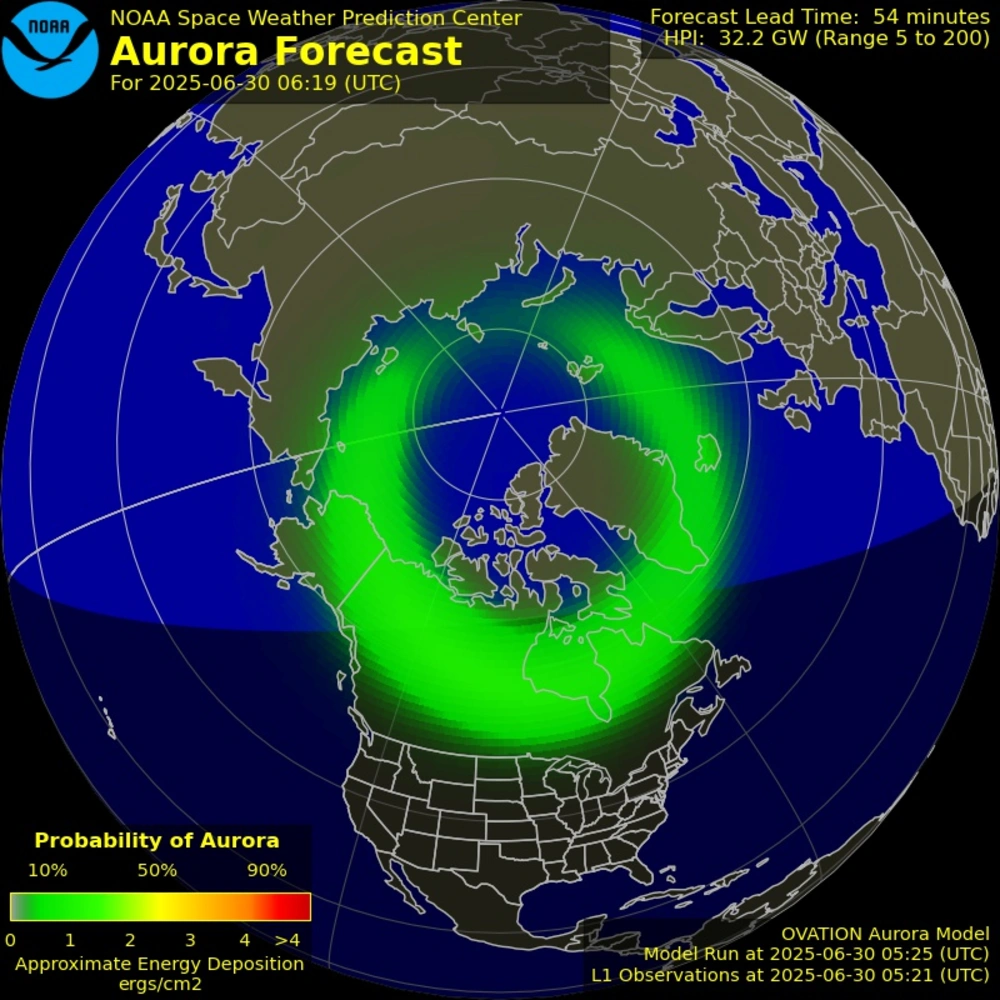 NOAA
NOAA Space Weather Prediction Center
Aurora Forecast
For 2025-06-30 06:19 (UTC)
Forecast Lead Time: 54 minutes
HPI: 32.2 GW (Range 5 to 200)
Probability of Aurora
10% 50% 90%
0 1 2 3 4 >4
Approximate Energy Deposition
ergs/cm2
OVATION Aurora Model
Model Run at 2025-06-30 05:25 (UTC)
L1 Observations at 2025-06-30 05:21 (UTC)